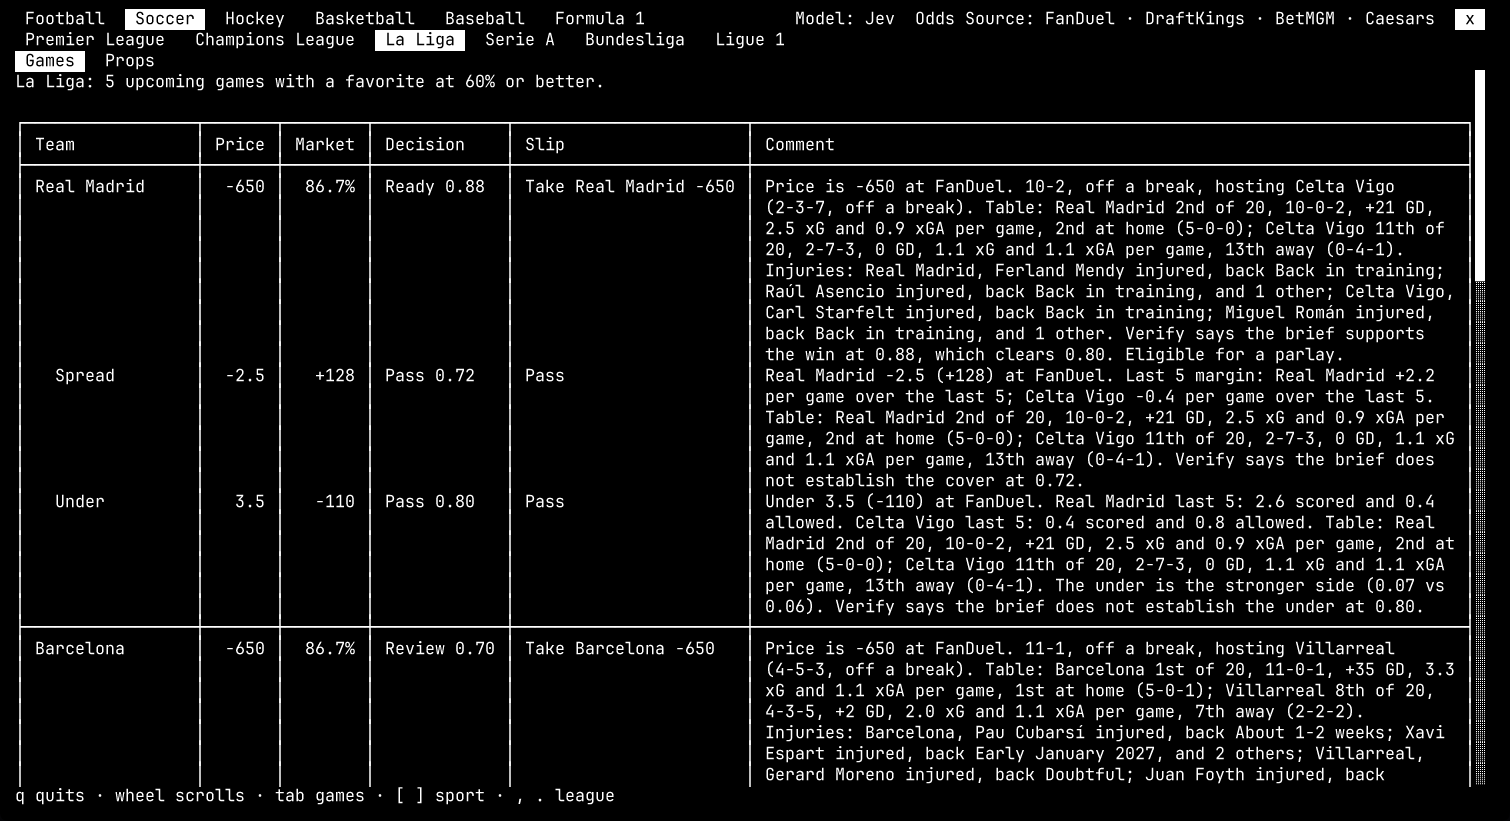 Football Soccer Hockey Basketball Baseball Formula 1 Model: Jev Odds Source: FanDuel · DraftKings · BetMGM · Caesars x
Premier League Champions League La Liga Serie A Bundesliga Ligue 1
Games Props
La Liga: 5 upcoming games with a favorite at 60% or better.
Team Price Market Decision Slip Comment
Real Madrid -650 86.7% Ready 0.88 Take Real Madrid -650 Price is -650 at FanDuel. 10-2, off a break, hosting Celta Vigo
(2-3-7, off a break). Table: Real Madrid 2nd of 20, 10-0-2, +21 GD,
2.5 xG and 0.9 xGA per game, 2nd at home (5-0-0); Celta Vigo 11th of
20, 2-7-3, 0 GD, 1.1 xG and 1.1 xGA per game, 13th away (0-4-1).
Injuries: Real Madrid, Ferland Mendy injured, back Back in training;
Raúl Asencio injured, back Back in training, and 1 other; Celta Vigo,
Carl Starfelt injured, back Back in training; Miguel Román injured,
back Back in training, and 1 other. Verify says the brief supports
the win at 0.88, which clears 0.80. Eligible for a parlay.
Spread -2.5 +128 Pass 0.72 Pass Real Madrid -2.5 (+128) at FanDuel. Last 5 margin: Real Madrid +2.2
per game over the last 5; Celta Vigo -0.4 per game over the last 5.
Table: Real Madrid 2nd of 20, 10-0-2, +21 GD, 2.5 xG and 0.9 xGA per
game, 2nd at home (5-0-0); Celta Vigo 11th of 20, 2-7-3, 0 GD, 1.1 xG
and 1.1 xGA per game, 13th away (0-4-1). Verify says the brief does
not establish the cover at 0.72.
Under 3.5 -110 Pass 0.80 Pass Under 3.5 (-110) at FanDuel. Real Madrid last 5: 2.6 scored and 0.4
allowed. Celta Vigo last 5: 0.4 scored and 0.8 allowed. Table: Real
Madrid 2nd of 20, 10-0-2, +21 GD, 2.5 xG and 0.9 xGA per game, 2nd at
home (5-0-0); Celta Vigo 11th of 20, 2-7-3, 0 GD, 1.1 xG and 1.1 xGA
per game, 13th away (0-4-1). The under is the stronger side (0.07 vs
0.06). Verify says the brief does not establish the under at 0.80.
Barcelona -650 86.7% Review 0.70 Take Barcelona -650 Price is -650 at FanDuel. 11-1, off a break, hosting Villarreal
(4-5-3, off a break). Table: Barcelona 1st of 20, 11-0-1, +35 GD, 3.3
xG and 1.1 xGA per game, 1st at home (5-0-1); Villarreal 8th of 20,
4-3-5, +2 GD, 2.0 xG and 1.1 xGA per game, 7th away (2-2-2).
Injuries: Barcelona, Pau Cubarsí injured, back About 1-2 weeks; Xavi
Espart injured, back Early January 2027, and 2 others; Villarreal,
Gerard Moreno injured, back Doubtful; Juan Foyth injured, back
q quits · wheel scrolls · tab games · [ ] sport · , . league